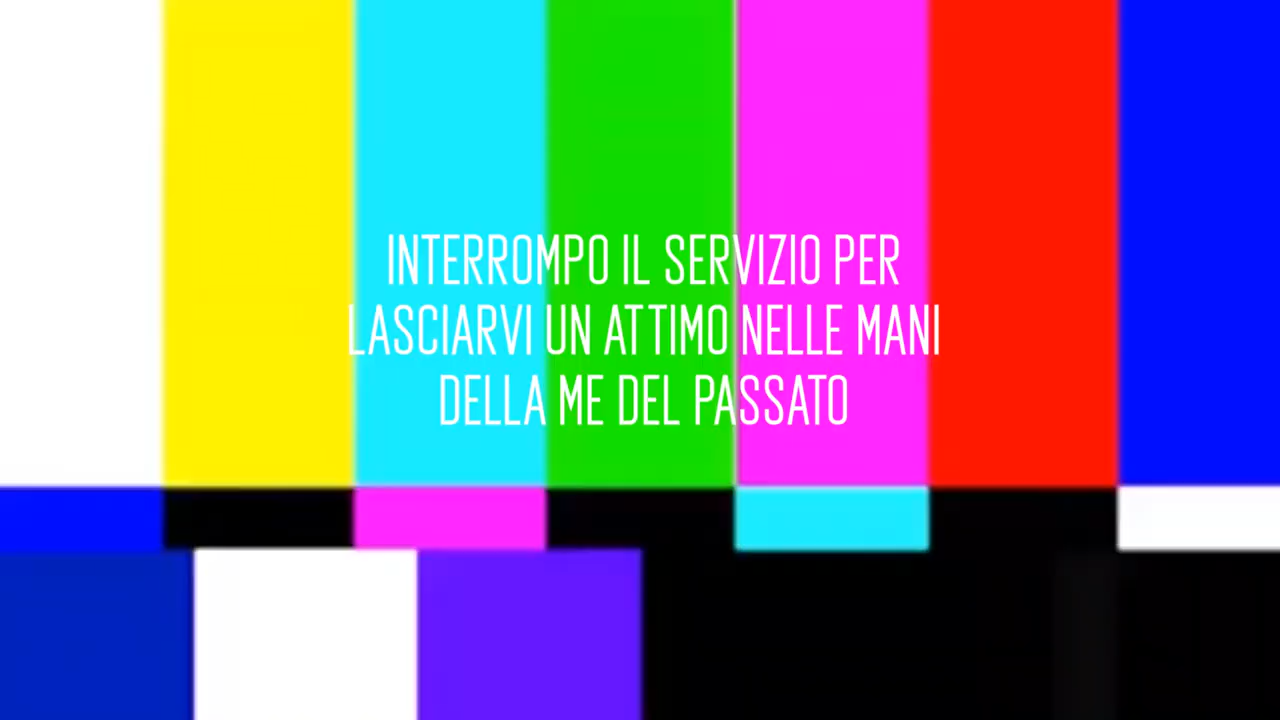 INTERROMPO IL SERVIZIO PER
LASCIARVI UN ATTIMO NELLE MANI
DELLA ME DEL PASSATO